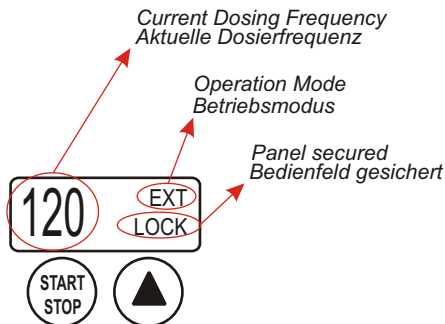 Current Dosing Frequency
Aktuelle Dosierfrequenz
Operation Mode
Betriebsmodus
Panel secured
Bedienfeld gesichert
120
EXT
LOCK
START
STOP